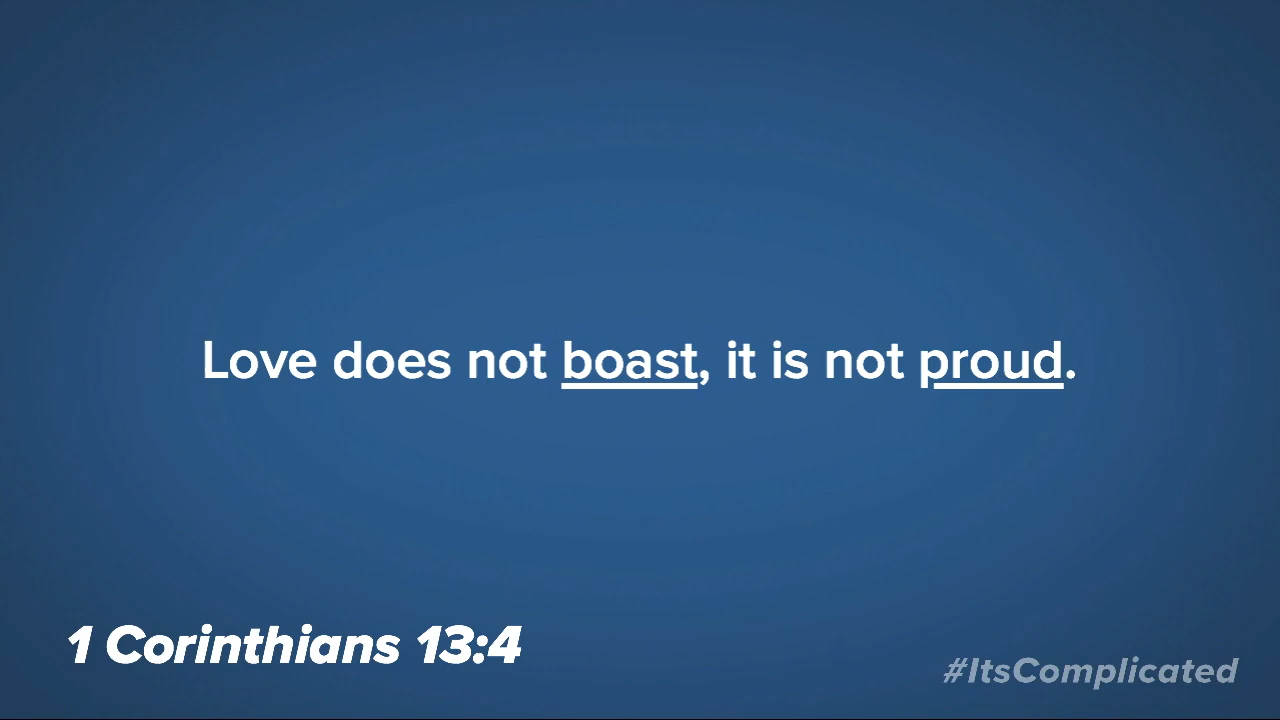 Love does not boast, it is not proud.
1 Corinthians 13:4
#ItsComplicated